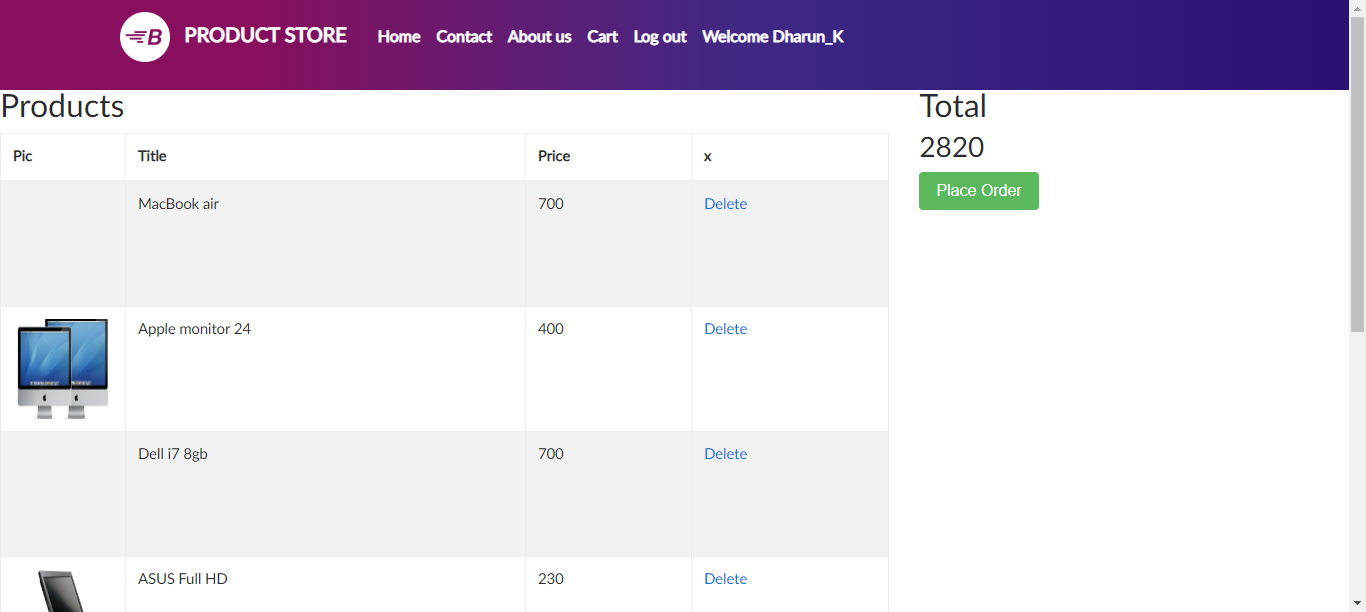 B PRODUCT STORE Home Contact About us Cart Log out Welcome Dharun_K
Products
Pic Title Price x
MacBook air 700 Delete
Apple monitor 24 400 Delete
Dell i7 8gb 700 Delete
ASUS Full HD 230 Delete
Total
2820
Place Order